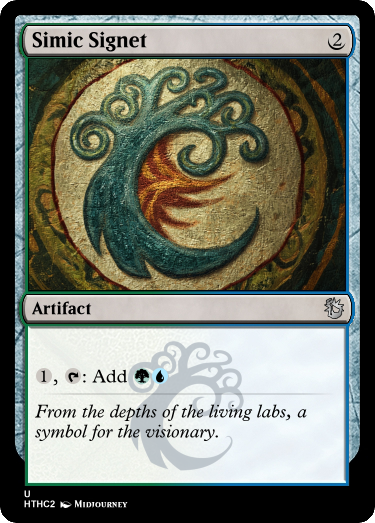 Simic Signet 2
Artifact
1, : Add
From the depths of the living labs, a
symbol for the visionary.
U
HTHC2 Midjourney